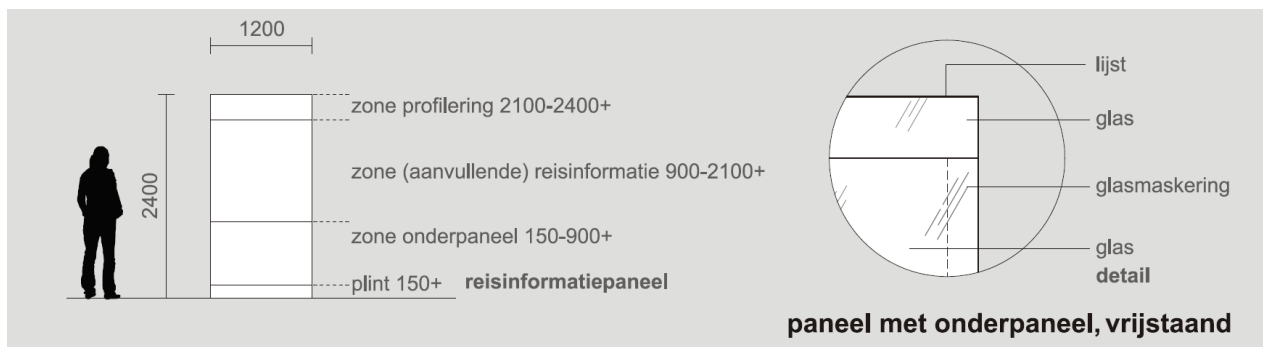 1200
zone profilering 2100-2400+
zone (aanvullende) reisinformatie 900-2100+
2400
zone onderpaneel 150-900+
plint 150+ reisinformatiepaneel
lijst
glas
glasmaskering
glas
detail
paneel met onderpaneel, vrijstaand